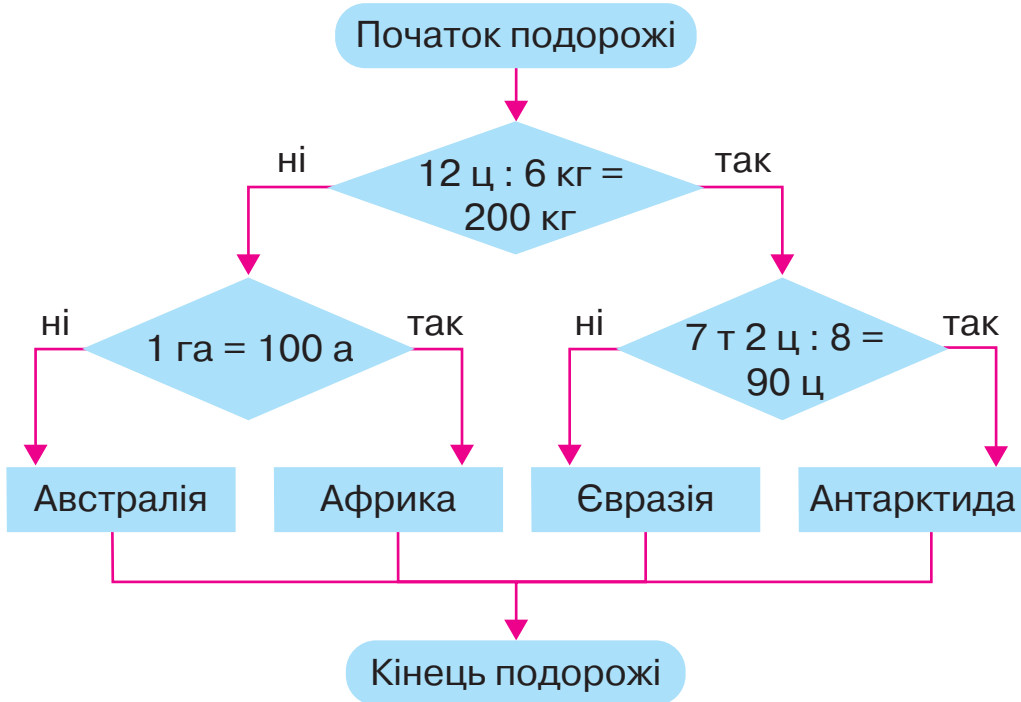 Початок подорожі
ні
так
12 ц : 6 кг =
200 кг
ні
так
ні
так
1 га = 100 а
7 т 2 ц : 8 =
90 ц
Австралія
Африка
Євразія
Антарктида
Кінець подорожі